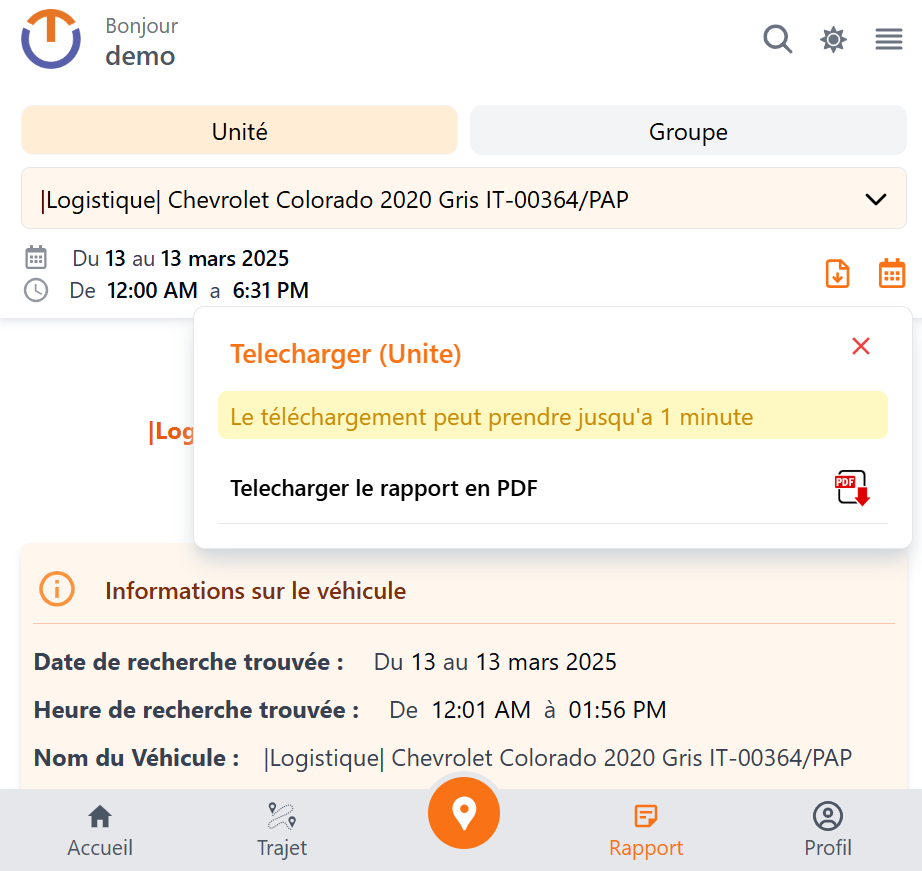 Bonjour
demo
Unité
Groupe
|Logistique| Chevrolet Colorado 2020 Gris IT-00364/PAP
Du 13 au 13 mars 2025
De 12:00 AM a 6:31 PM
Telecharger (Unite)
Le téléchargement peut prendre jusqu'a 1 minute
|Log
Telecharger le rapport en PDF
PDF
Informations sur le véhicule
Date de recherche trouvée : Du 13 au 13 mars 2025
Heure de recherche trouvée : De 12:01 AM à 01:56 PM
Nom du Véhicule : |Logistique| Chevrolet Colorado 2020 Gris IT-00364/PAP
Accueil
Trajet
Rapport
Profil